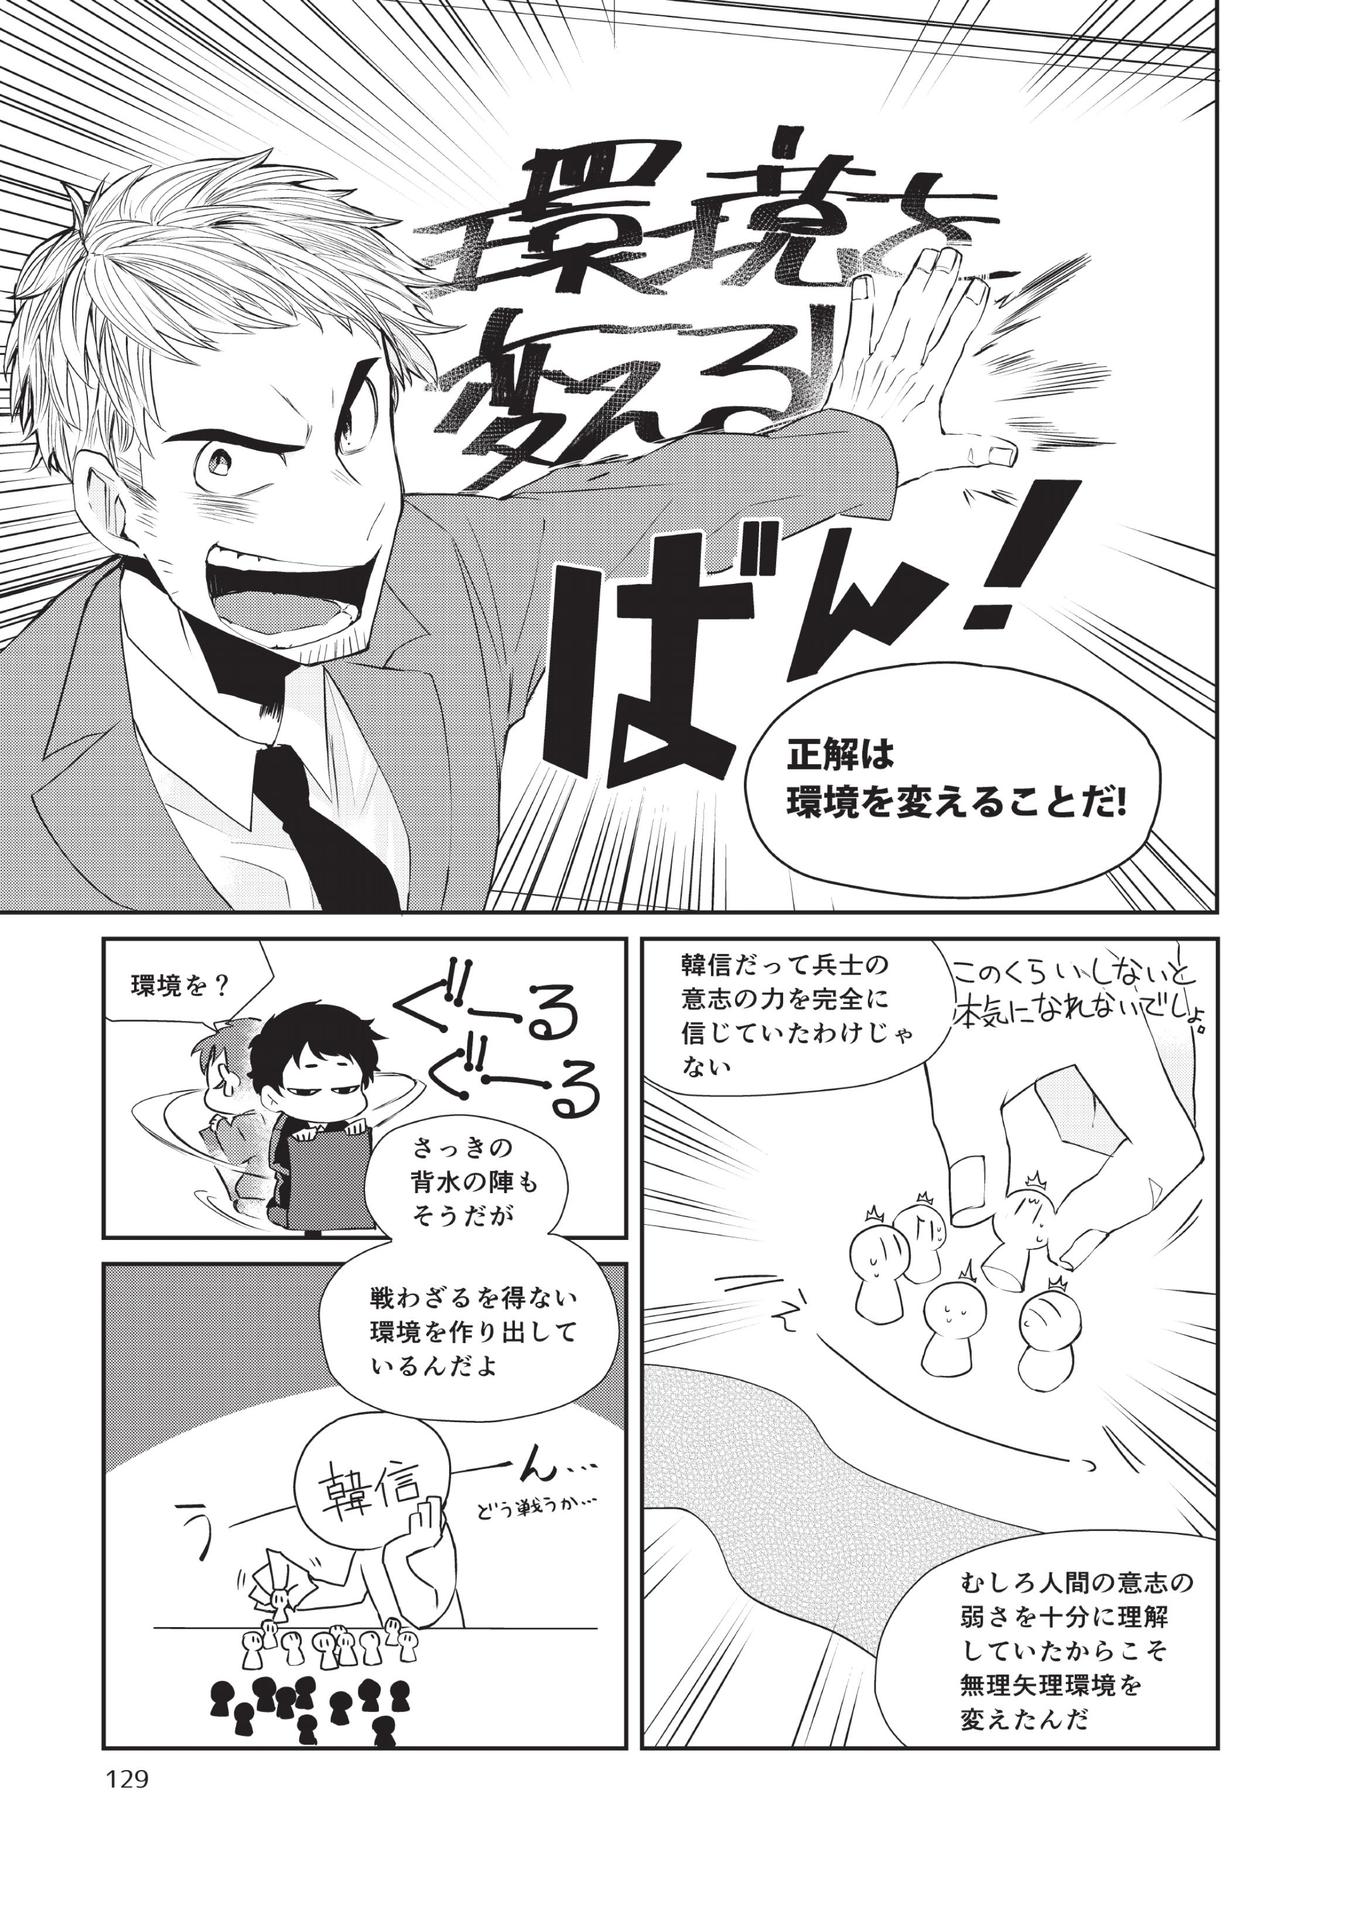 環境を
変える!
ばん!
正解は
環境を変えることだ!
環境を?
ぐーる
ぐーる
さっきの
背水の陣も
そうだが
戦わざるを得ない
環境を作り出して
いるんだよ
韓信
うーん…
どう戦うか…
韓信だって兵士の
意志の力を完全に
信じていたわけじゃ
ない
このくらいしないと
本気になれないでしょ。
むしろ人間の意志の
弱さを十分に理解
していたからこそ
無理矢理環境を
変えたんだ
129